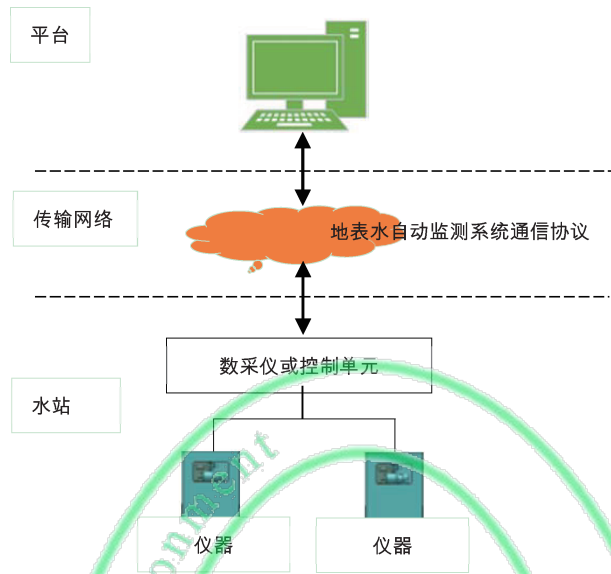 平台
传输网络
地表水自动监测系统通信协议
数采仪或控制单元
水站
仪器
仪器